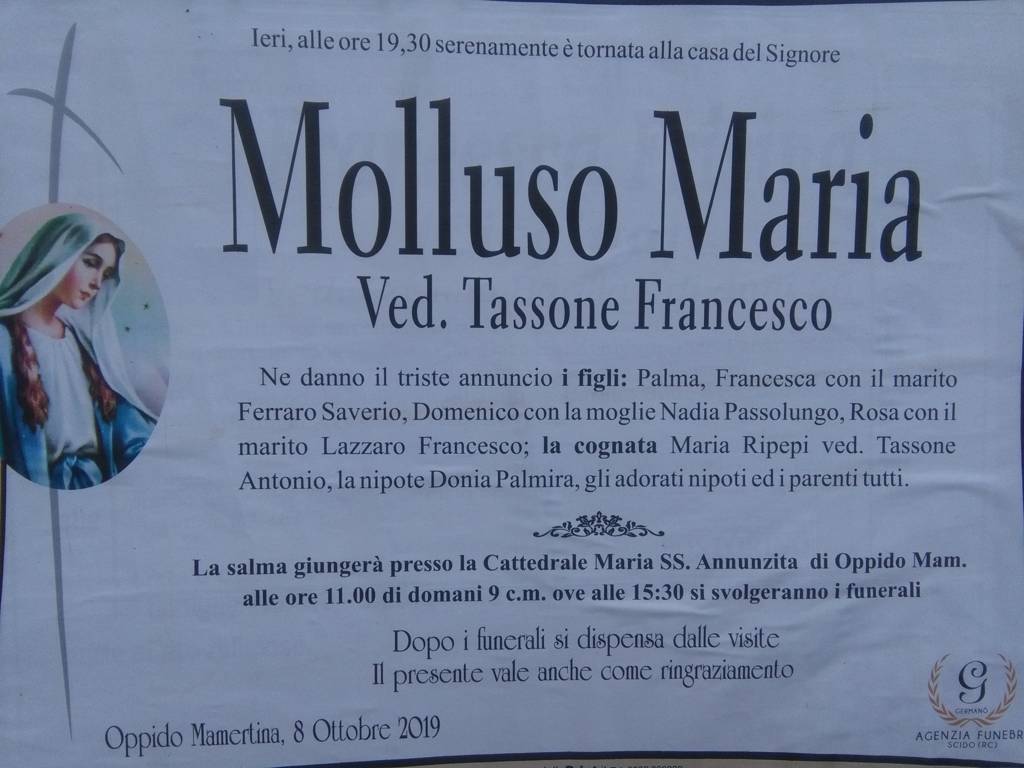 Ieri, alle ore 19,30 serenamente è tornata alla casa del Signore
Molluso Maria
Ved. Tassone Francesco
Ne danno il triste annuncio i figli: Palma, Francesca con il marito
Ferraro Saverio, Domenico con la moglie Nadia Passolungo, Rosa con il
marito Lazzaro Francesco; la cognata Maria Ripepi ved. Tassone
Antonio, la nipote Donia Palmira, gli adorati nipoti ed i parenti tutti.
La salma giungerà presso la Cattedrale Maria SS. Annunzita di Oppido Mam.
alle ore 11.00 di domani 9 c.m. ove alle 15:30 si svolgeranno i funerali
Dopo i funerali si dispensa dalle visite
Il presente vale anche come ringraziamento
Oppido Mamertina, 8 Ottobre 2019
G
GERMANÒ
AGENZIA FUNEBR
SCIDO (RC)